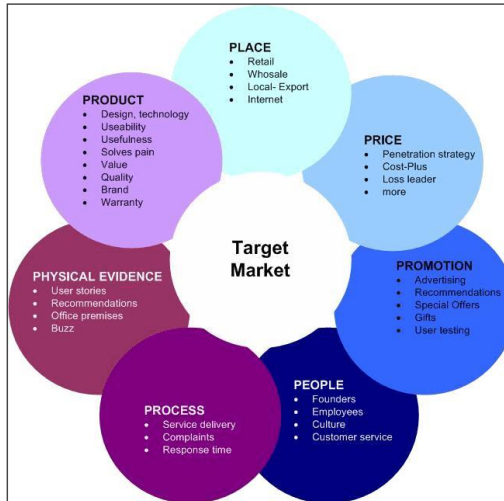 PLACE
Retail
Whosale
Local- Export
Internet
PRODUCT
Design, technology
Useability
Usefulness
Solves pain
Value
Quality
Brand
Warranty
PRICE
Penetration strategy
Cost-Plus
Loss leader
more
Target
Market
PHYSICAL EVIDENCE
User stories
Recommendations
Office premises
Buzz
PROMOTION
Advertising
Recommendations
Special Offers
Gifts
User testing
PROCESS
Service delivery
Complaints
Response time
PEOPLE
Founders
Employees
Culture
Customer service